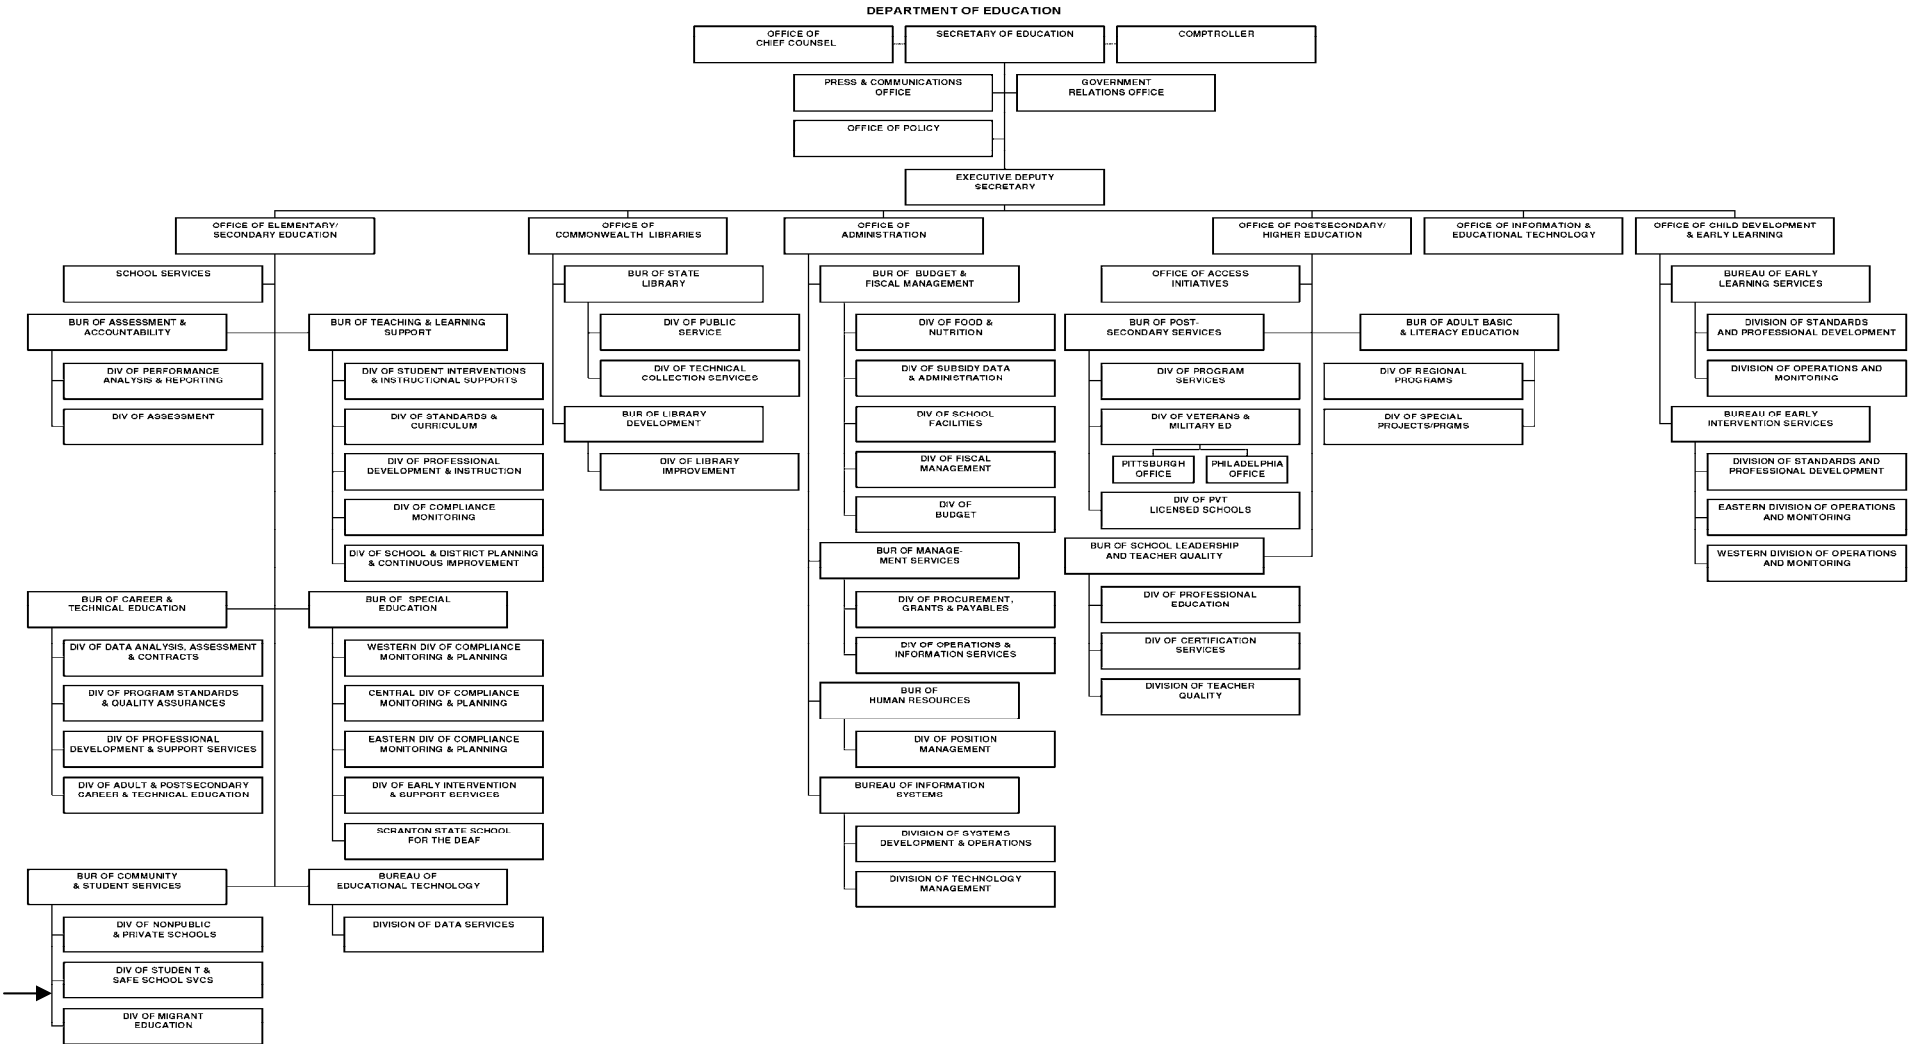 DEPARTMENT OF EDUCATION
OFFICE OF
CHIEF COUNSEL
SECRETARY OF EDUCATION
COMPTROLLER
PRESS & COMMUNICATIONS
OFFICE
GOVERNMENT
RELATIONS OFFICE
OFFICE OF POLICY
EXECUTIVE DEPUTY
SECRETARY
OFFICE OF ELEMENTARY/
SECONDARY EDUCATION
SCHOOL SERVICES
BUR OF ASSESSMENT &
ACCOUNTABILITY
DIV OF PERFORMANCE
ANALYSIS & REPORTING
DIV OF ASSESSMENT
BUR OF TEACHING & LEARNING
SUPPORT
DIV OF STUDENT INTERVENTIONS
& INSTRUCTIONAL SUPPORTS
DIV OF STANDARDS &
CURRICULUM
DIV OF PROFESSIONAL
DEVELOPMENT & INSTRUCTION
DIV OF COMPLIANCE
MONITORING
DIV OF SCHOOL & DISTRICT PLANNING
& CONTINUOUS IMPROVEMENT
BUR OF CAREER &
TECHNICAL EDUCATION
DIV OF DATA ANALYSIS, ASSESSMENT
& CONTRACTS
DIV OF PROGRAM STANDARDS
& QUALITY ASSURANCES
DIV OF PROFESSIONAL
DEVELOPMENT & SUPPORT SERVICES
DIV OF ADULT & POSTSECONDARY
CAREER & TECHNICAL EDUCATION
BUR OF SPECIAL
EDUCATION
WESTERN DIV OF COMPLIANCE
MONITORING & PLANNING
CENTRAL DIV OF COMPLIANCE
MONITORING & PLANNING
EASTERN DIV OF COMPLIANCE
MONITORING & PLANNING
DIV OF EARLY INTERVENTION
& SUPPORT SERVICES
SCRANTON STATE SCHOOL
FOR THE DEAF
BUR OF COMMUNITY
& STUDENT SERVICES
DIV OF NONPUBLIC
& PRIVATE SCHOOLS
DIV OF STUDEN T &
SAFE SCHOOL SVCS
DIV OF MIGRANT
EDUCATION
BUREAU OF
EDUCATIONAL TECHNOLOGY
DIVISION OF DATA SERVICES
OFFICE OF
COMMONWEALTH LIBRARIES
BUR OF STATE
LIBRARY
DIV OF PUBLIC
SERVICE
DIV OF TECHNICAL
COLLECTION SERVICES
BUR OF LIBRARY
DEVELOPMENT
DIV OF LIBRARY
IMPROVEMENT
OFFICE OF
ADMINISTRATION
BUR OF BUDGET &
FISCAL MANAGEMENT
DIV OF FOOD &
NUTRITION
DIV OF SUBSIDY DATA
& ADMINISTRATION
DIV OF SCHOOL
FACILITIES
DIV OF FISCAL
MANAGEMENT
DIV OF
BUDGET
BUR OF MANAGE-
MENT SERVICES
DIV OF PROCUREMENT,
GRANTS & PAYABLES
DIV OF OPERATIONS &
INFORMATION SERVICES
BUR OF
HUMAN RESOURCES
DIV OF POSITION
MANAGEMENT
BUREAU OF INFORMATION
SYSTEMS
DIVISION OF SYSTEMS
DEVELOPMENT & OPERATIONS
DIVISION OF TECHNOLOGY
MANAGEMENT
OFFICE OF POSTSECONDARY/
HIGHER EDUCATION
OFFICE OF ACCESS
INITIATIVES
BUR OF POST-
SECONDARY SERVICES
DIV OF PROGRAM
SERVICES
DIV OF VETERANS &
MILITARY ED
PITTSBURGH
OFFICE
PHILADELPHIA
OFFICE
DIV OF PVT
LICENSED SCHOOLS
BUR OF ADULT BASIC
& LITERACY EDUCATION
DIV OF REGIONAL
PROGRAMS
DIV OF SPECIAL
PROJECTS/PRGMS
BUR OF SCHOOL LEADERSHIP
AND TEACHER QUALITY
DIV OF PROFESSIONAL
EDUCATION
DIV OF CERTIFICATION
SERVICES
DIVISION OF TEACHER
QUALITY
OFFICE OF INFORMATION &
EDUCATIONAL TECHNOLOGY
OFFICE OF CHILD DEVELOPMENT
& EARLY LEARNING
BUREAU OF EARLY
LEARNING SERVICES
DIVISION OF STANDARDS
AND PROFESSIONAL DEVELOPMENT
DIVISION OF OPERATIONS AND
MONITORING
BUREAU OF EARLY
INTERVENTION SERVICES
DIVISION OF STANDARDS AND
PROFESSIONAL DEVELOPMENT
EASTERN DIVISION OF OPERATIONS
AND MONITORING
WESTERN DIVISION OF OPERATIONS
AND MONITORING